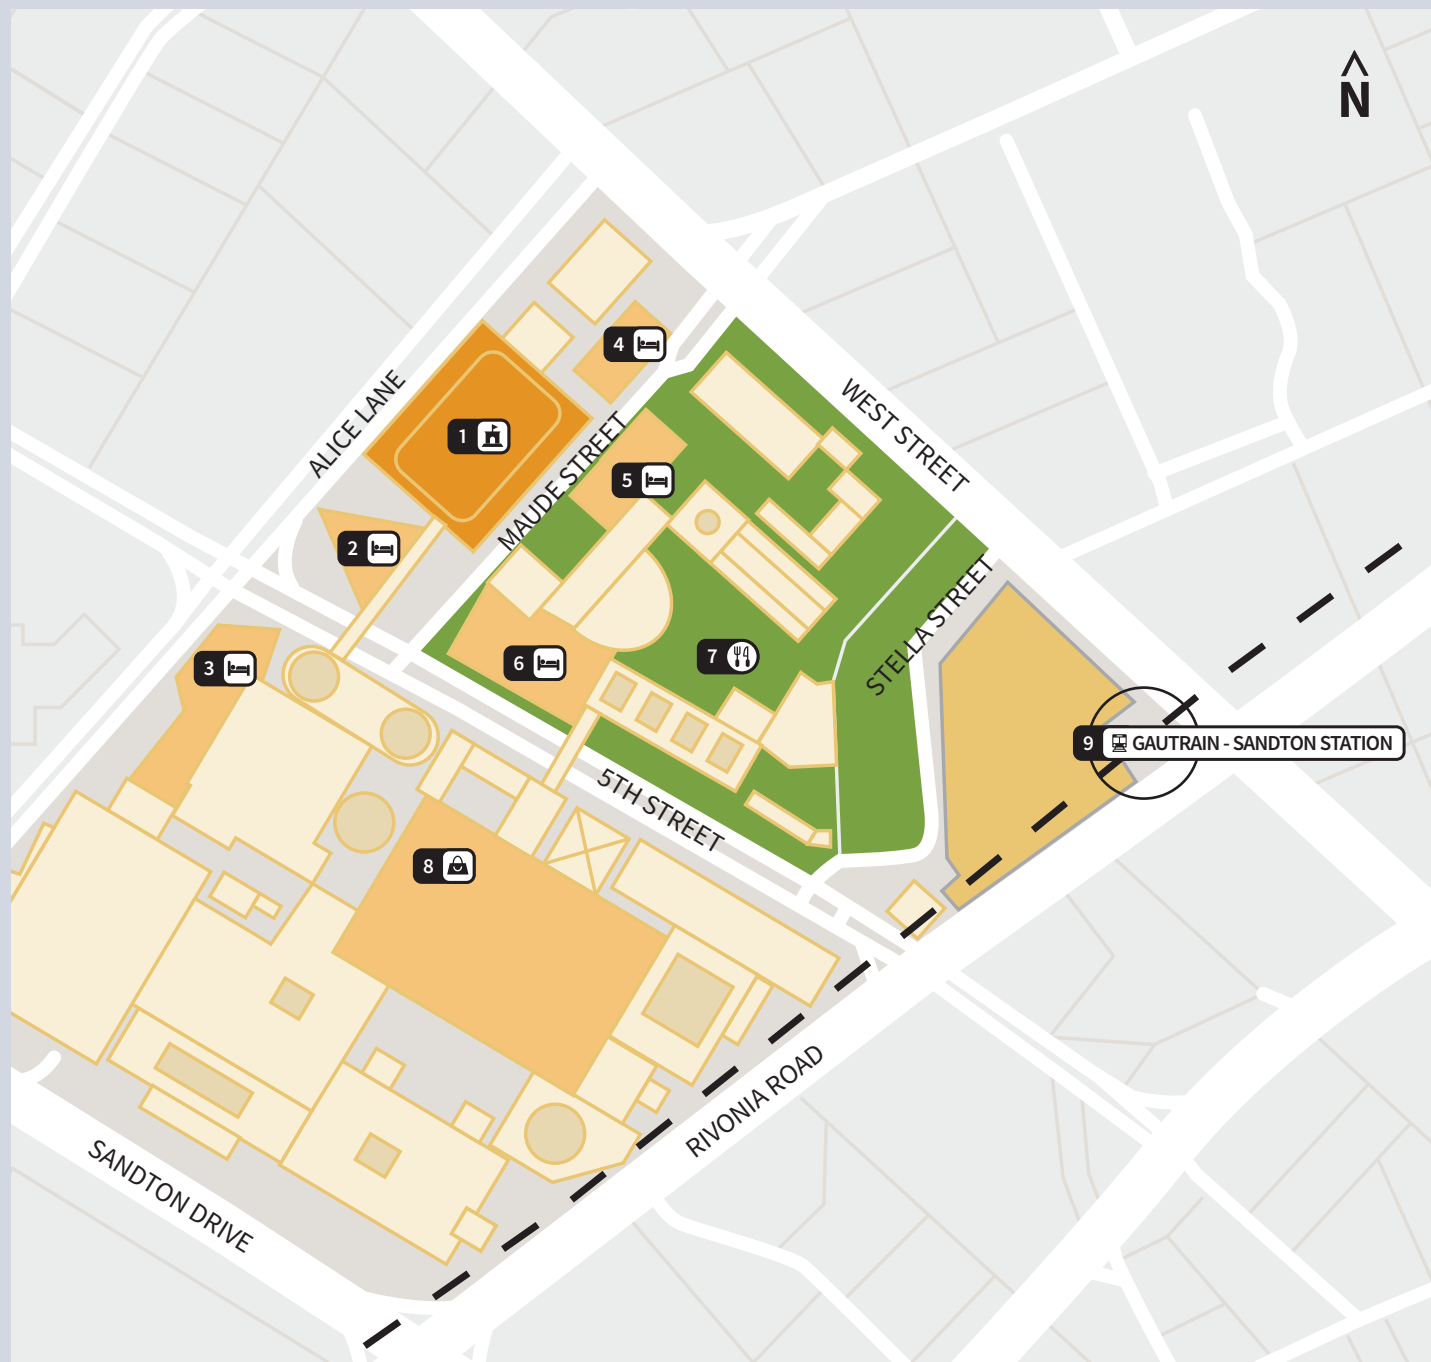 N
ALICE LANE
4
WEST STREET
1
MAUDE STREET
5
2
STELLA STREET
3
6
7
9 GAUTRAIN - SANDTON STATION
5TH STREET
8
RIVONIA ROAD
SANDTON DRIVE